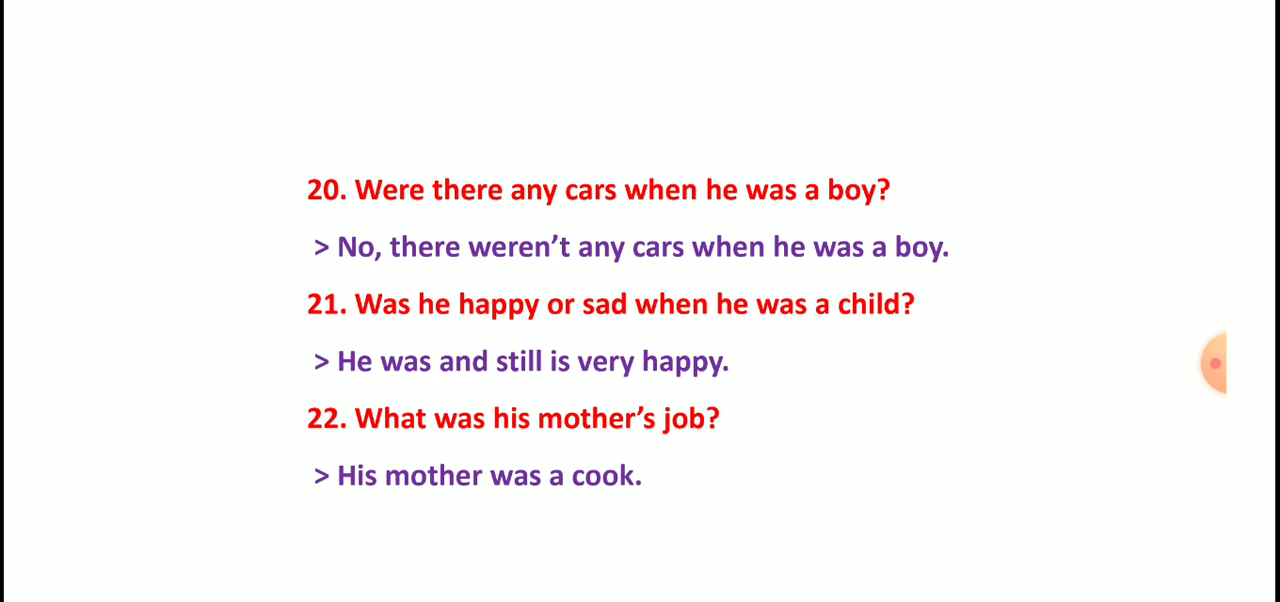 20. Were there any cars when he was a boy?
> No, there weren’t any cars when he was a boy.
21. Was he happy or sad when he was a child?
> He was and still is very happy.
22. What was his mother’s job?
> His mother was a cook.